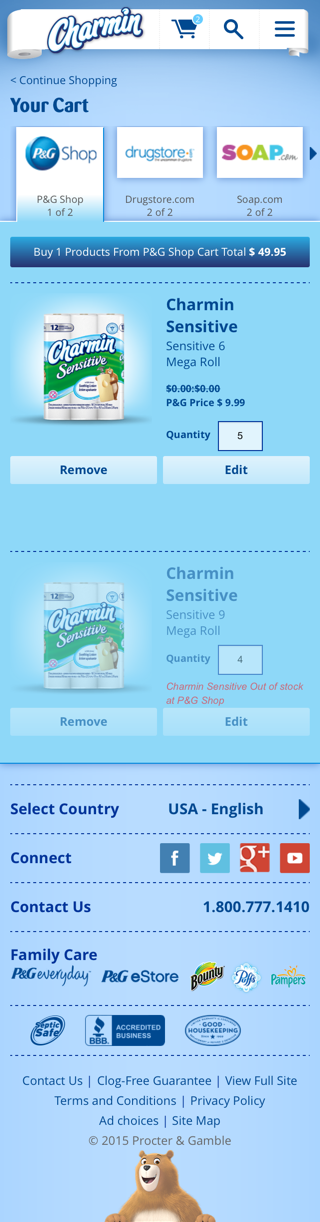 Charmin
2
< Continue Shopping
Your Cart
P&G Shop
drugstore
SOAP.com
P&G Shop
1 of 2
Drugstore.com
2 of 2
Soap.com
2 of 2
Buy 1 Products From P&G Shop Cart Total $ 49.95
12
Charmin
Sensitive
Charmin
Sensitive
Sensitive 6
Mega Roll
$0.00:$0.00
P&G Price $ 9.99
Quantity
5
Remove
Edit
12
Charmin
Sensitive
Charmin
Sensitive
Sensitive 9
Mega Roll
Quantity
4
Charmin Sensitive Out of stock
at P&G Shop
Remove
Edit
Select Country
USA - English
Connect
f
g+
Contact Us
1.800.777.1410
Family Care
P&G everyday
P&G eStore
Bounty
Puffs
Pampers
Septic
Safe
BBB.
ACCREDITED
BUSINESS
GOOD
HOUSEKEEPING
Contact Us | Clog-Free Guarantee | View Full Site
Terms and Conditions | Privacy Policy
Ad choices | Site Map
© 2015 Procter & Gamble